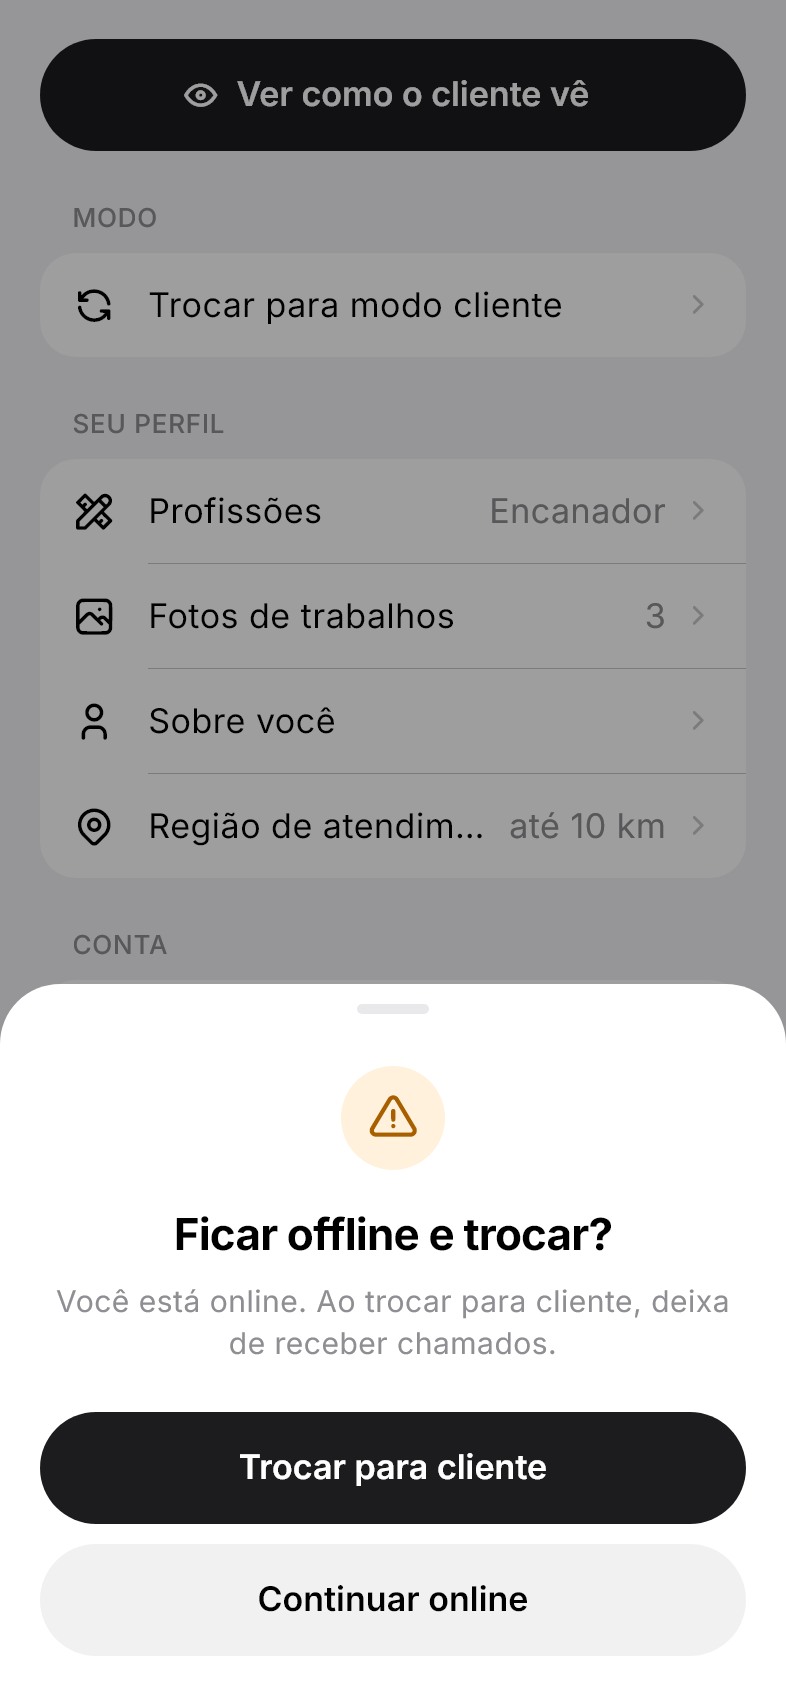 Ver como o cliente vê
MODO
Trocar para modo cliente
SEU PERFIL
Profissões Encanador
Fotos de trabalhos 3
Sobre você
Região de atendim... até 10 km
CONTA
Ficar offline e trocar?
Você está online. Ao trocar para cliente, deixa
de receber chamados.
Trocar para cliente
Continuar online